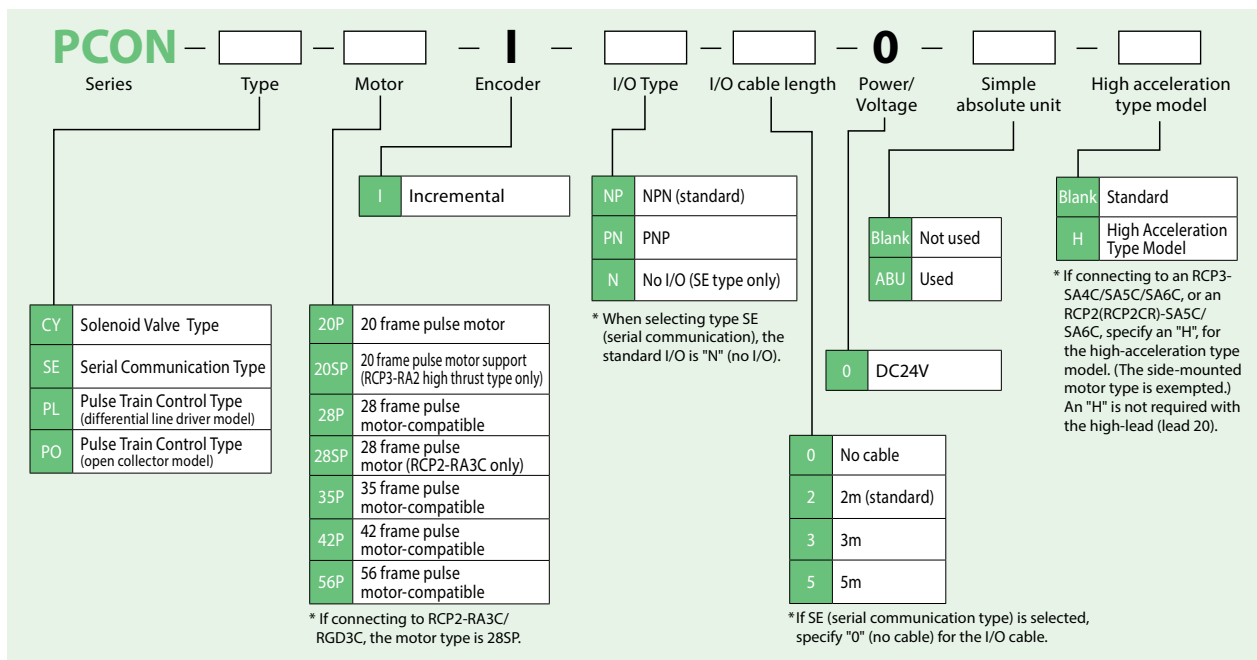 PCON – – – I – – – 0 – –
Series
Type
Motor
Encoder
I/O Type
I/O cable length
Power/
Voltage
Simple
absolute unit
High acceleration
type model
CY Solenoid Valve Type
SE Serial Communication Type
PL Pulse Train Control Type
(differential line driver model)
PO Pulse Train Control Type
(open collector model)
20P 20 frame pulse motor
20SP 20 frame pulse motor support
(RCP3-RA2 high thrust type only)
28P 28 frame pulse
motor-compatible
28SP 28 frame pulse
motor (RCP2-RA3C only)
35P 35 frame pulse
motor-compatible
42P 42 frame pulse
motor-compatible
56P 56 frame pulse
motor-compatible
* If connecting to RCP2-RA3C/
RGD3C, the motor type is 28SP.
I Incremental
NP NPN (standard)
PN PNP
N No I/O (SE type only)
* When selecting type SE
(serial communication), the
standard I/O is "N" (no I/O).
0 No cable
2 2m (standard)
3 3m
5 5m
*If SE (serial communication type) is selected,
specify "0" (no cable) for the I/O cable.
0 DC24V
Blank Not used
ABU Used
Blank Standard
H High Acceleration
Type Model
* If connecting to an RCP3-
SA4C/SA5C/SA6C, or an
RCP2(RCP2CR)-SA5C/
SA6C, specify an "H", for
the high-acceleration type
model. (The side-mounted
motor type is exempted.)
An "H" is not required with
the high-lead (lead 20).